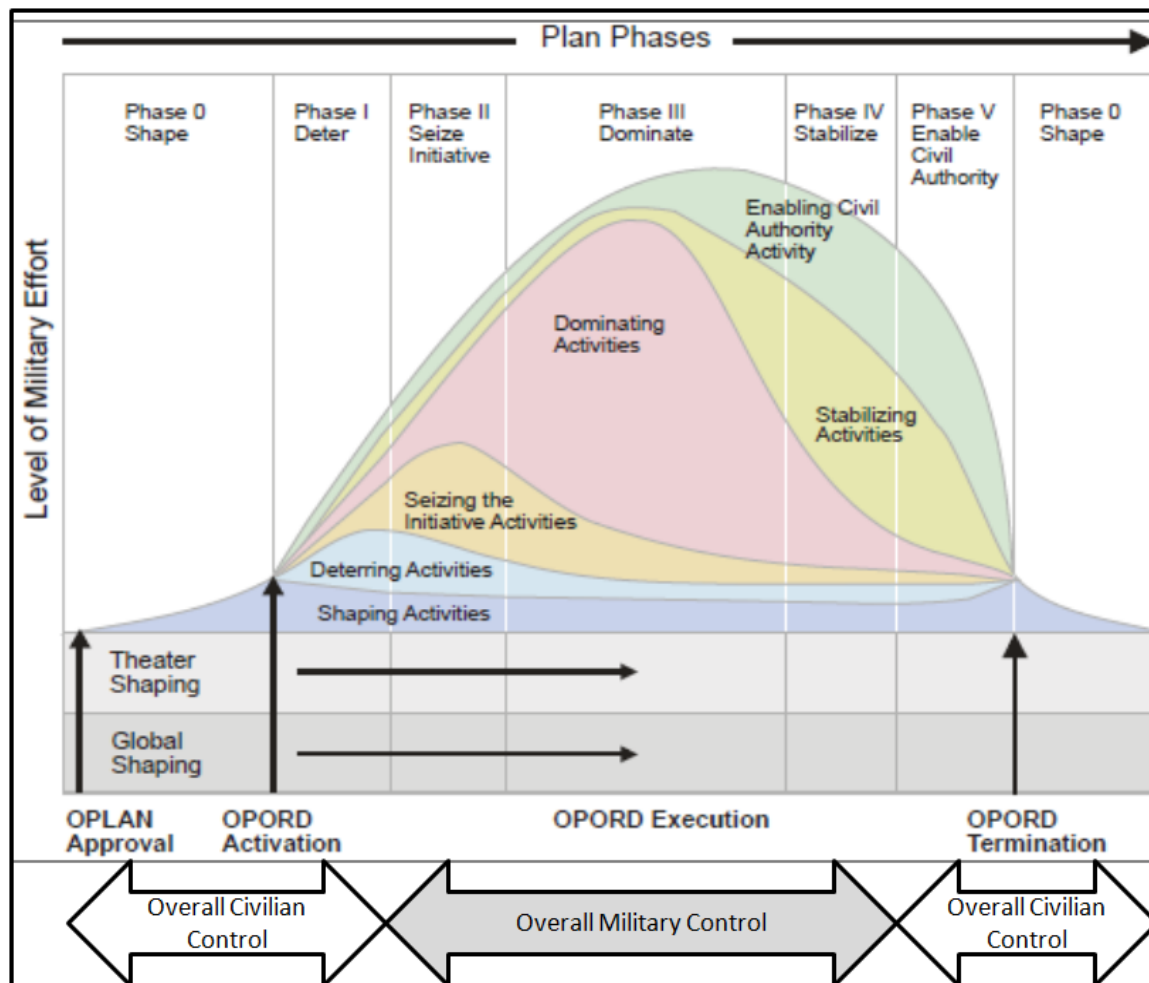 Plan Phases
Phase 0
Shape
Phase I
Deter
Phase II
Seize
Initiative
Phase III
Dominate
Phase IV
Stabilize
Phase V
Enable
Civil
Authority
Phase 0
Shape
Level of Military Effort
Enabling Civil
Authority
Activity
Dominating
Activities
Stabilizing
Activities
Seizing the
Initiative Activities
Deterring Activities
Shaping Activities
Theater
Shaping
Global
Shaping
OPLAN
Approval
OPORD
Activation
OPORD Execution
OPORD
Termination
Overall Civilian
Control
Overall Military Control
Overall Civilian
Control